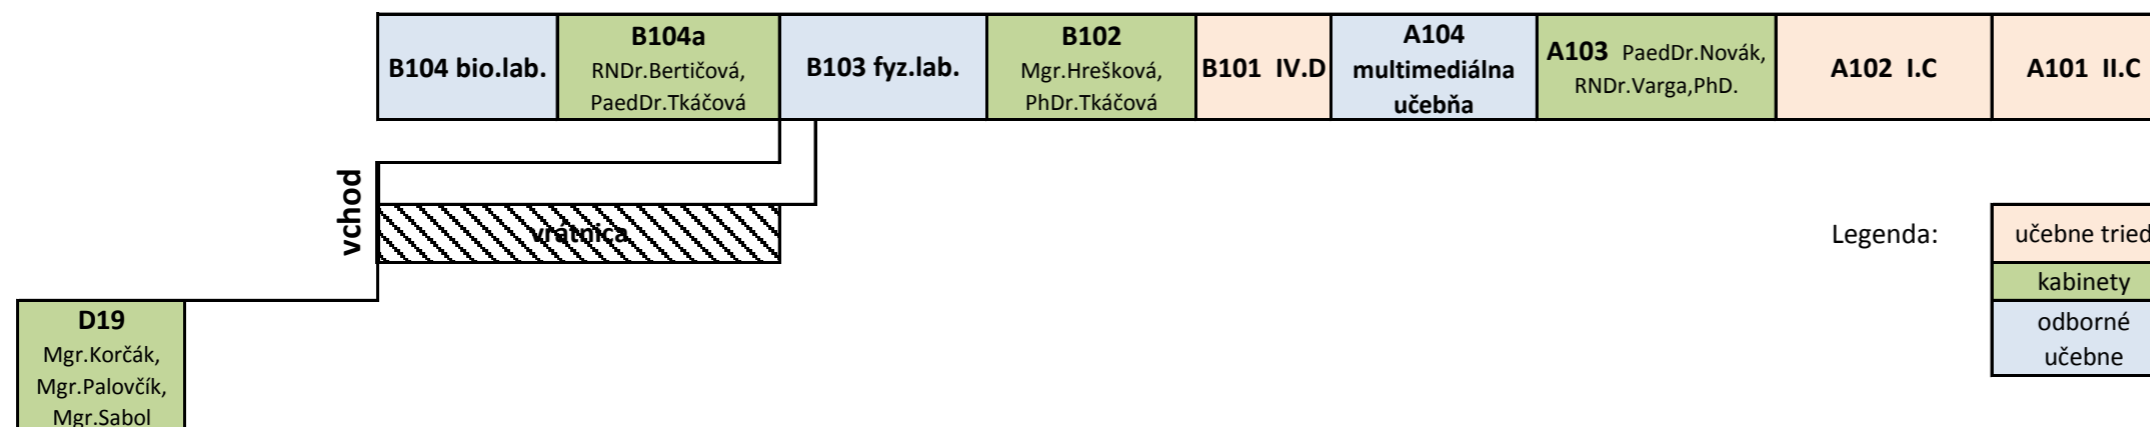 B104 bio.lab.
B104a
RNDr.Bertičová,
PaedDr.Tkáčová
B103 fyz.lab.
B102
Mgr.Hrešková,
PhDr.Tkáčová
B101 IV.D
A104
multimediálna
učebňa
A103 PaedDr.Novák,
RNDr.Varga,PhD.
A102 I.C
A101 II.C
vchod
vrátnica
Legenda:
učebne tried
kabinety
odborné
učebne
D19
Mgr.Korčák,
Mgr.Palovčík,
Mgr.Sabol